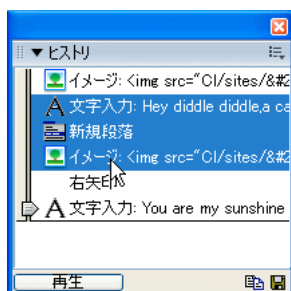 ▼ヒストリ
イメージ: <img src="CI/sites/&#2
文字入力: Hey diddle diddle,a ca
新規段落
イメージ: <img src="CI/sites/&#2
右矢印
文字入力: You are my sunshine
再生